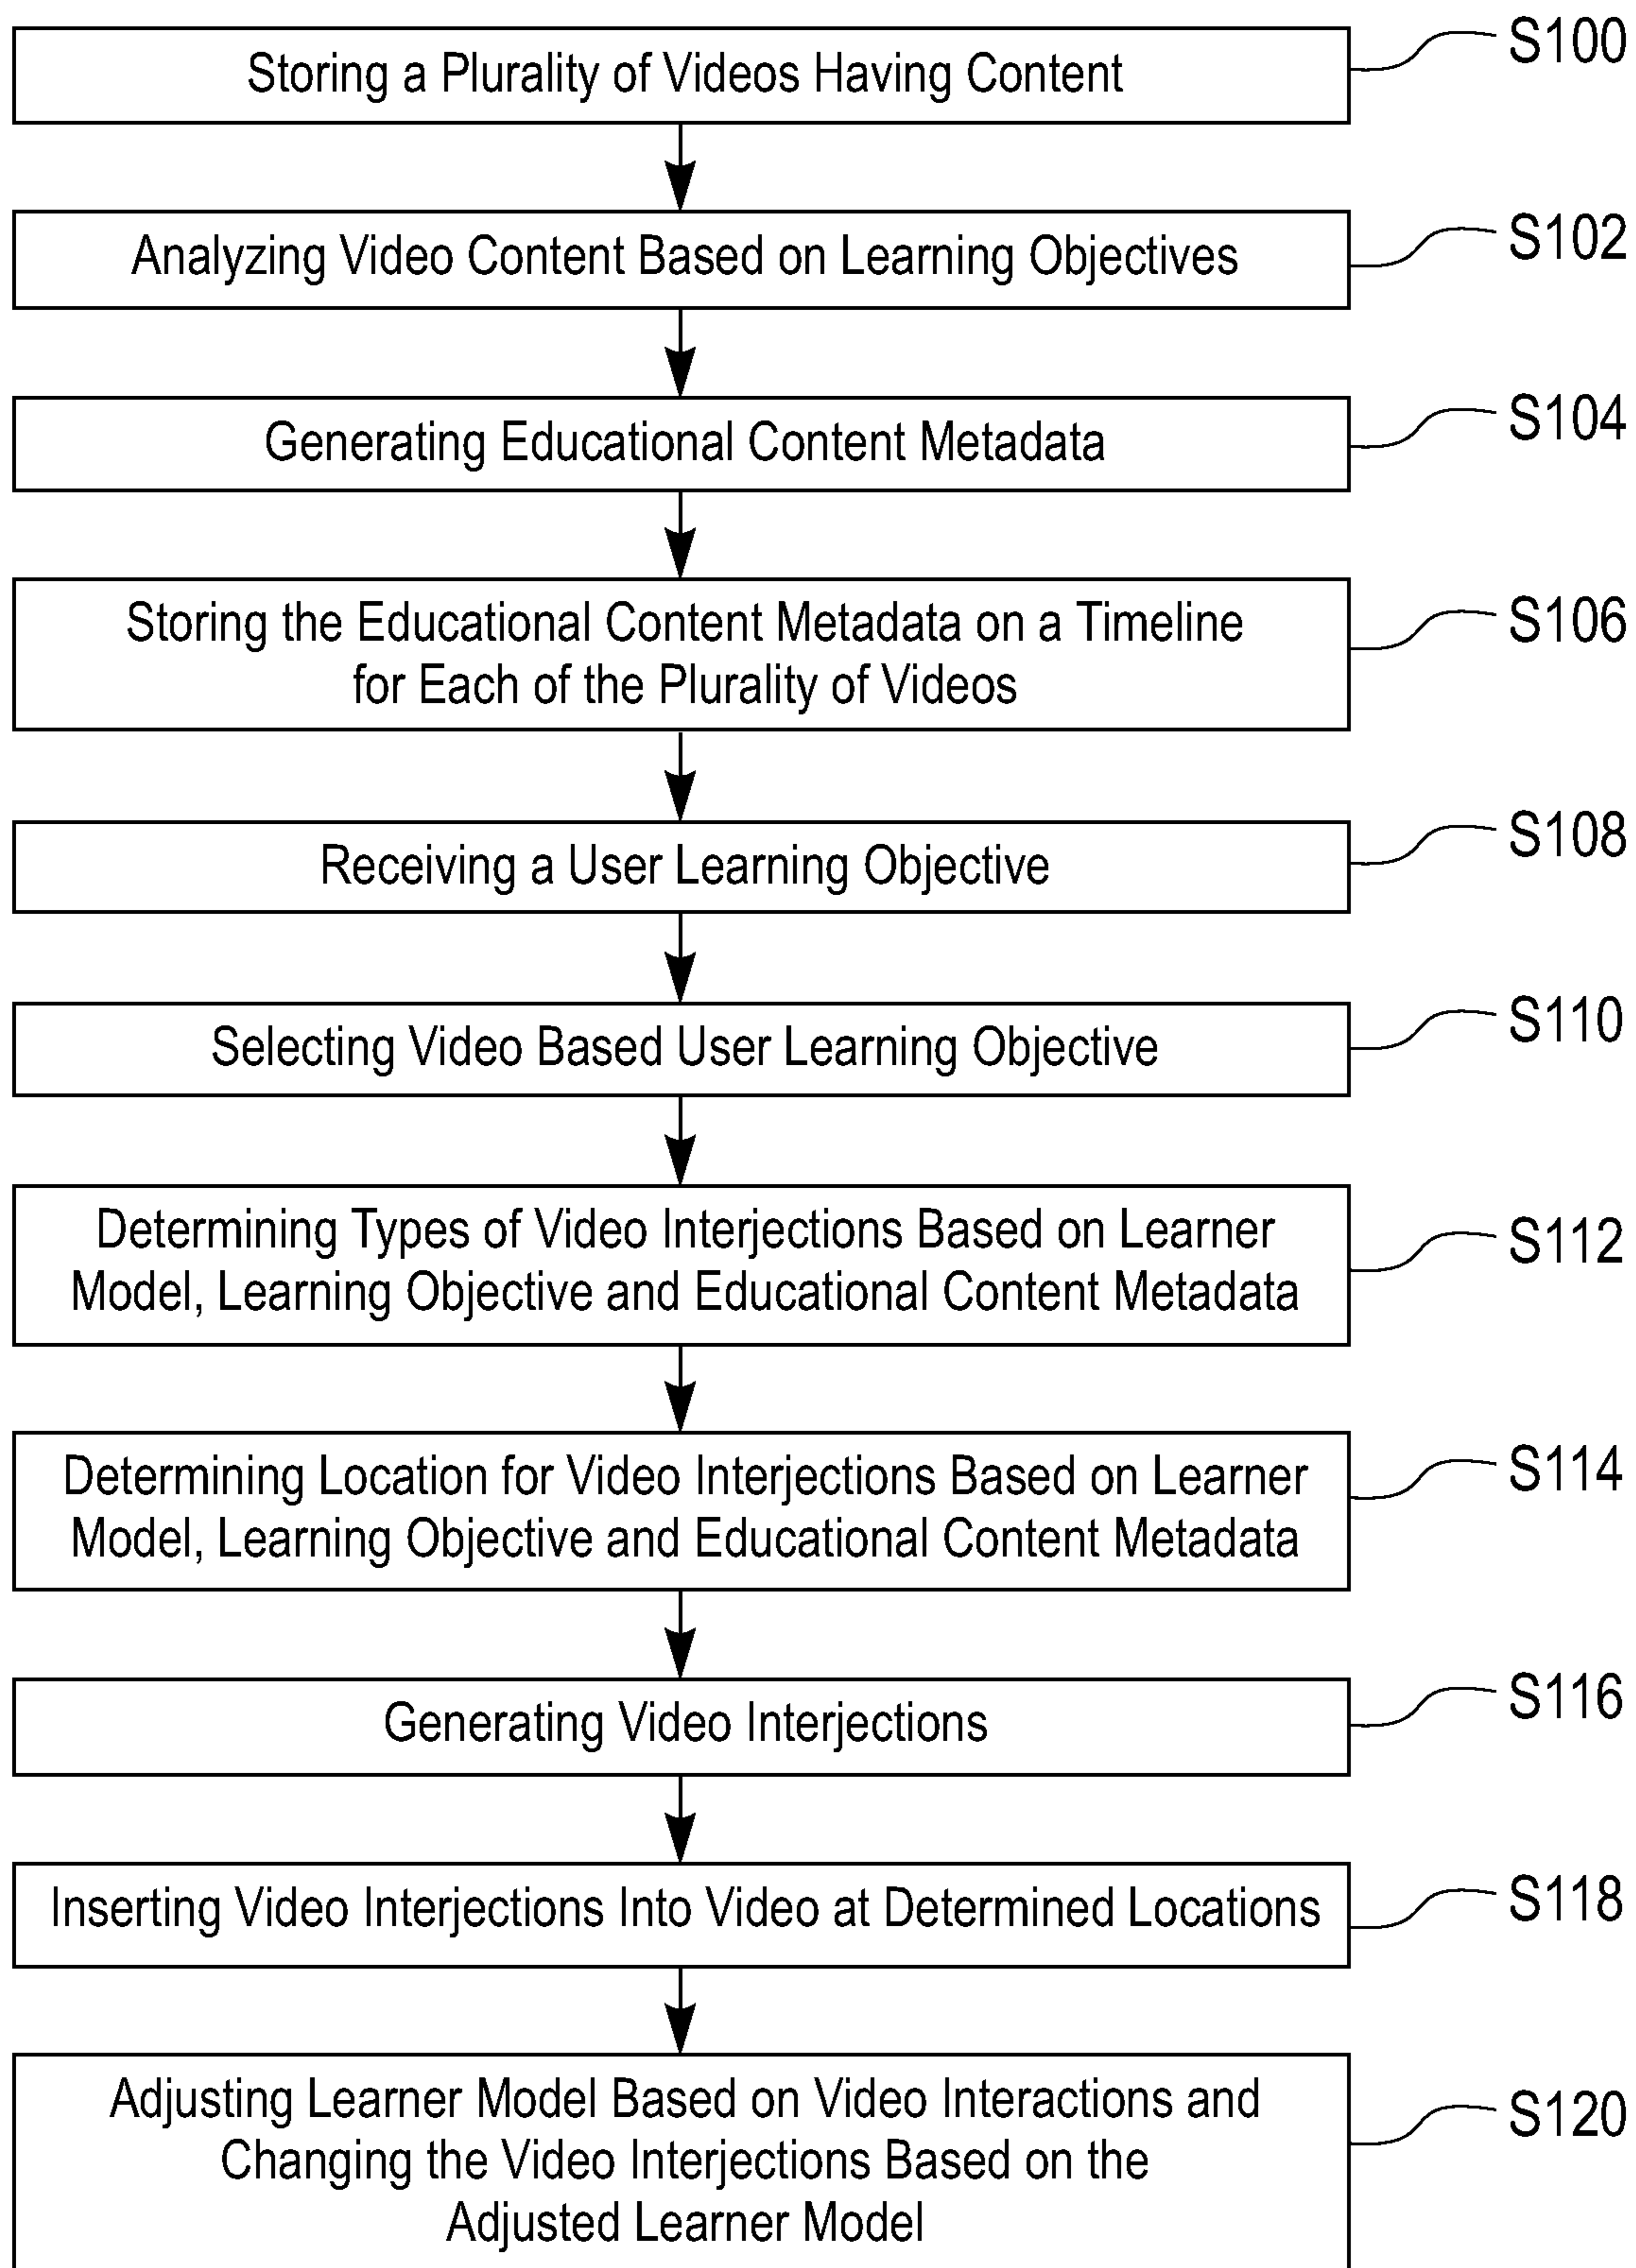 Storing a Plurality of Videos Having Content
S100
Analyzing Video Content Based on Learning Objectives
S102
Generating Educational Content Metadata
S104
Storing the Educational Content Metadata on a Timeline
for Each of the Plurality of Videos
S106
Receiving a User Learning Objective
S108
Selecting Video Based User Learning Objective
S110
Determining Types of Video Interjections Based on Learner
Model, Learning Objective and Educational Content Metadata
S112
Determining Location for Video Interjections Based on Learner
Model, Learning Objective and Educational Content Metadata
S114
Generating Video Interjections
S116
Inserting Video Interjections Into Video at Determined Locations
S118
Adjusting Learner Model Based on Video Interactions and
Changing the Video Interjections Based on the
Adjusted Learner Model
S120